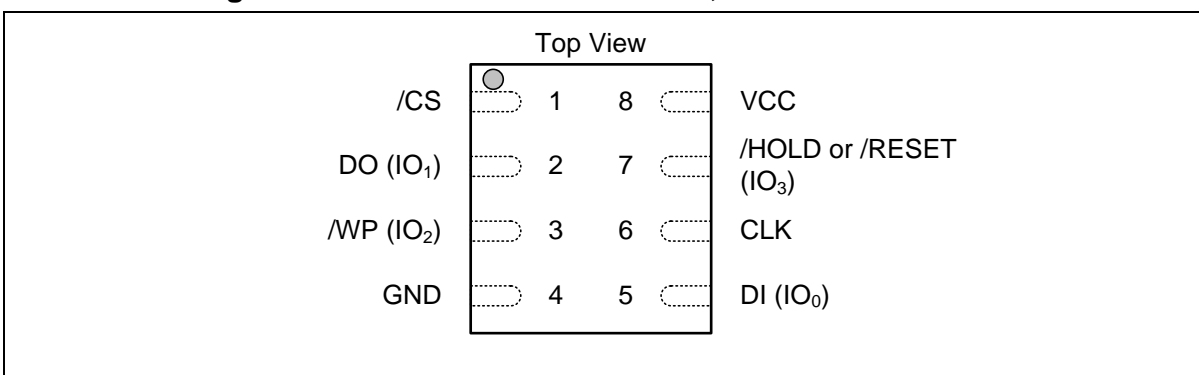 Top View
/CS 1 8 VCC
DO (IO₁) 2 7 /HOLD or /RESET
(IO₃)
/WP (IO₂) 3 6 CLK
GND 4 5 DI (IO₀)